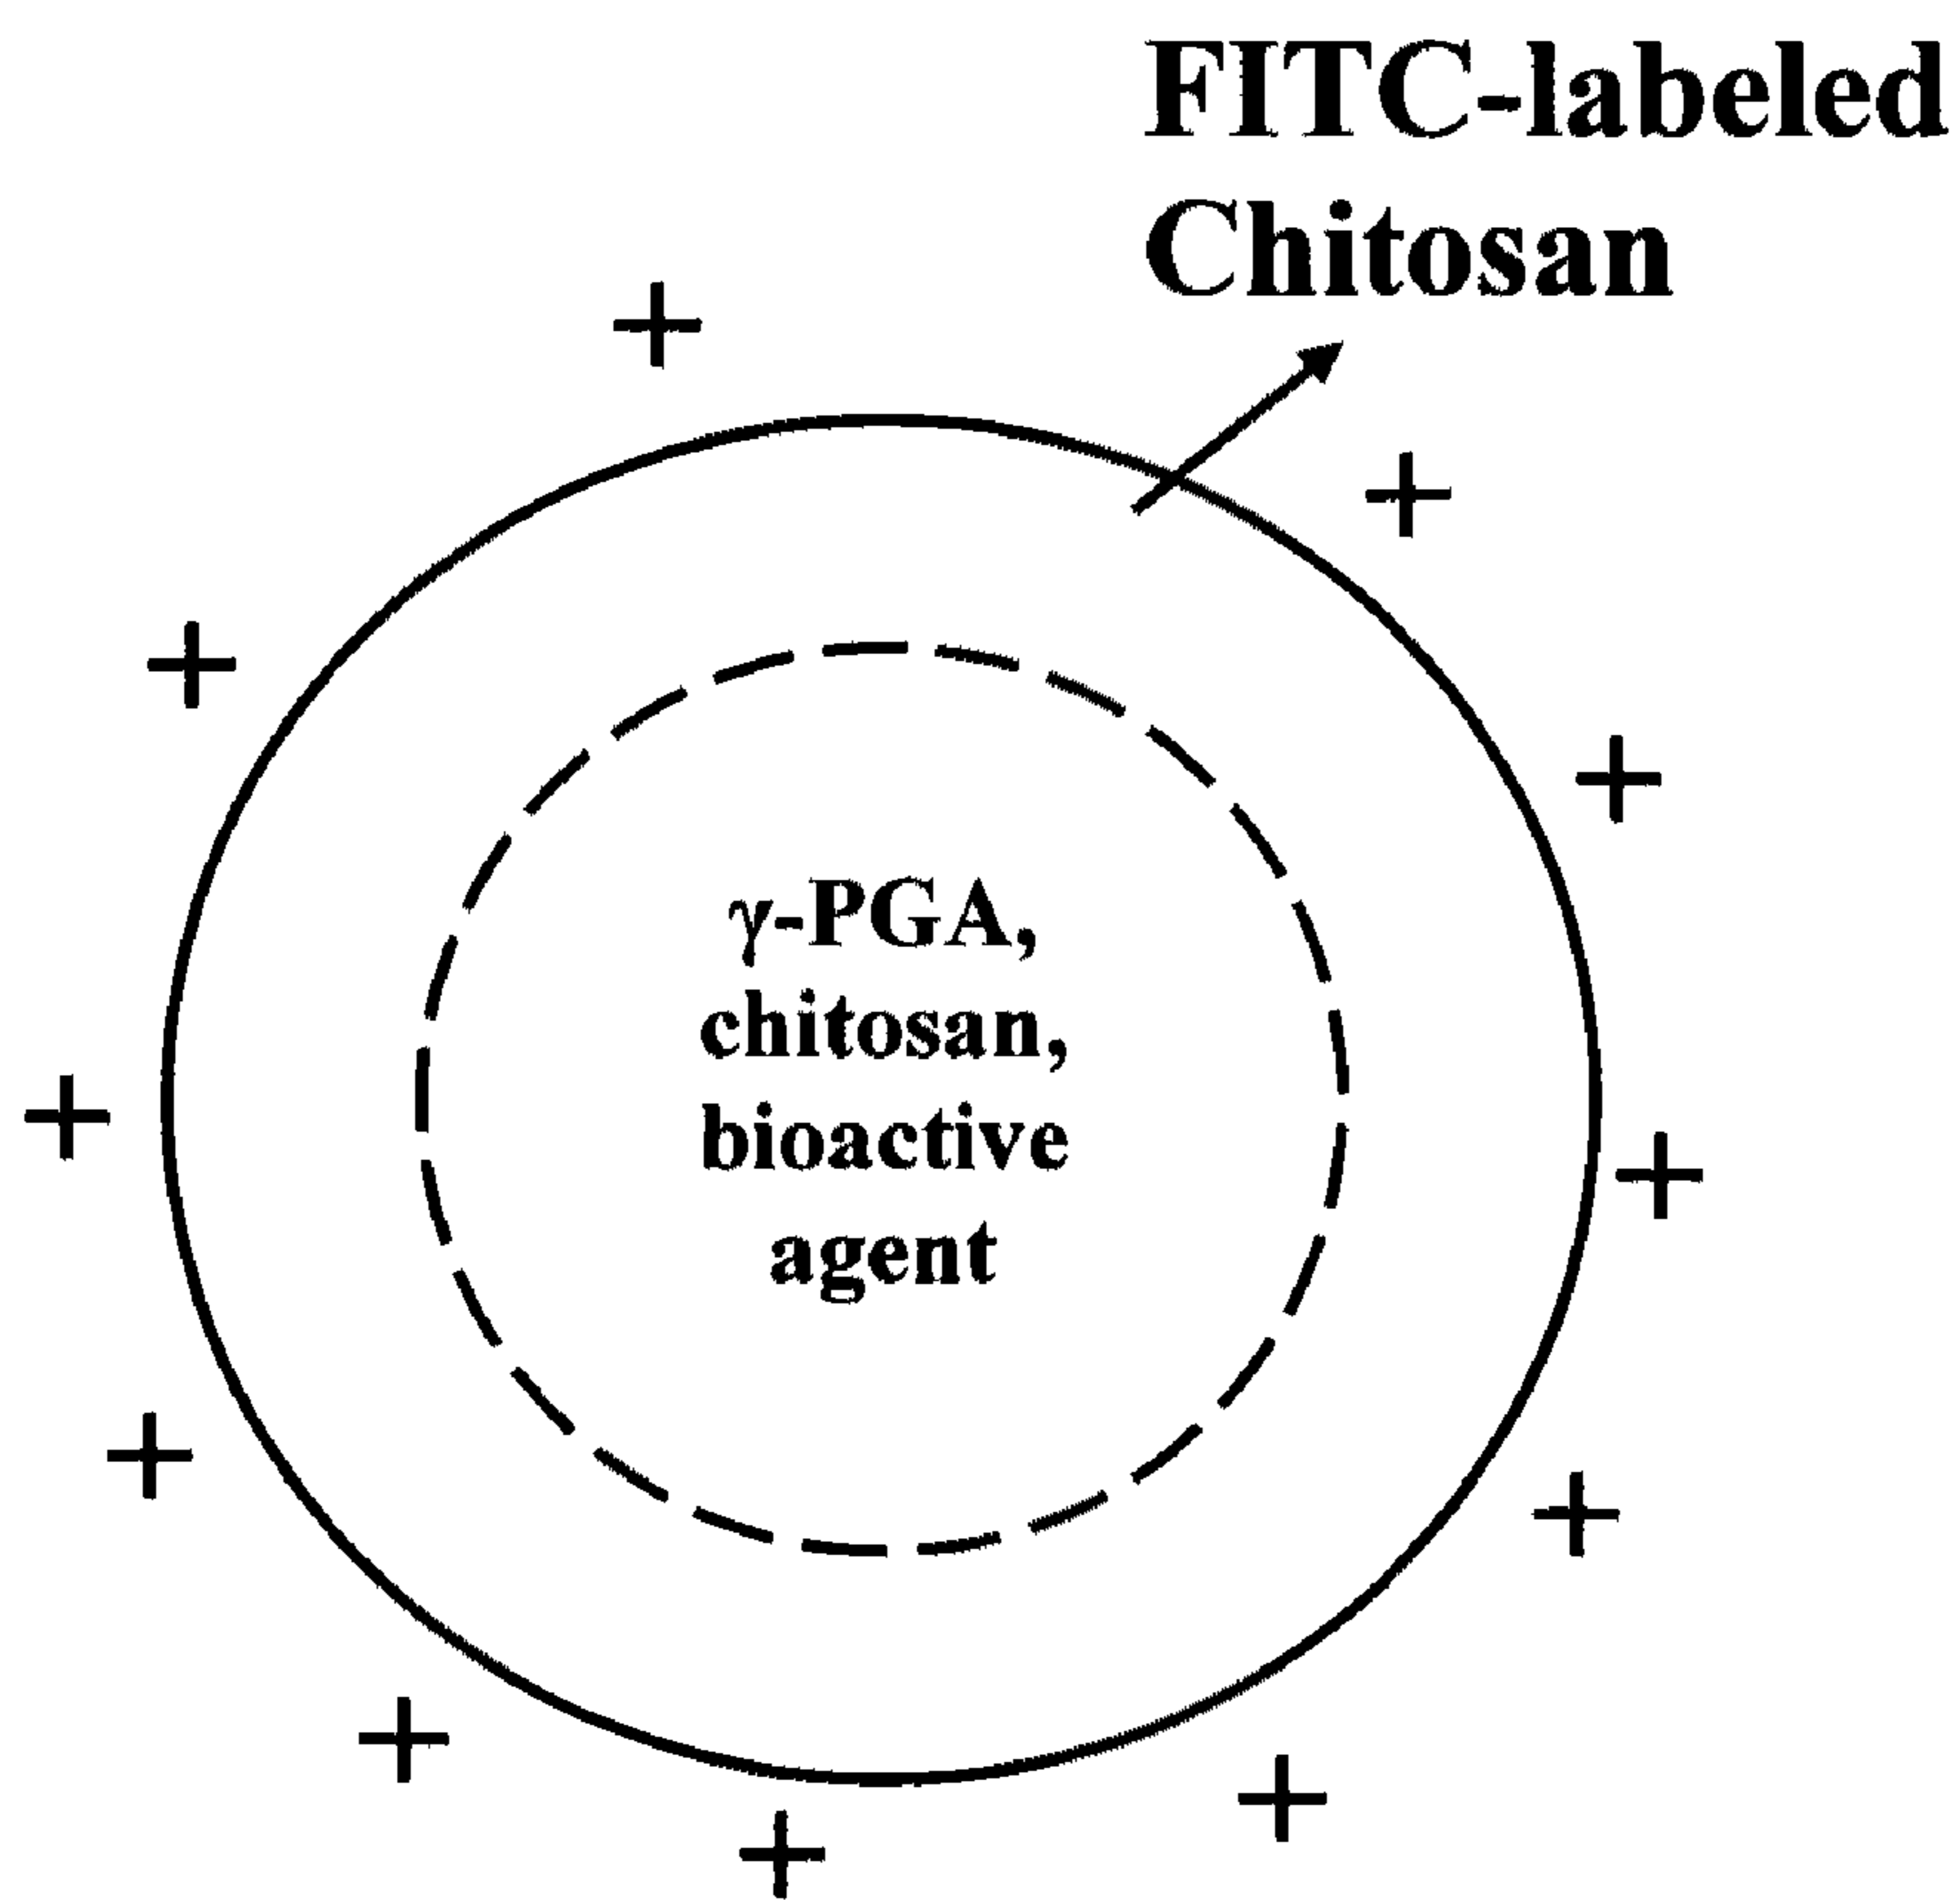 FITC-labeled
Chitosan
γ-PGA,
chitosan,
bioactive
agent